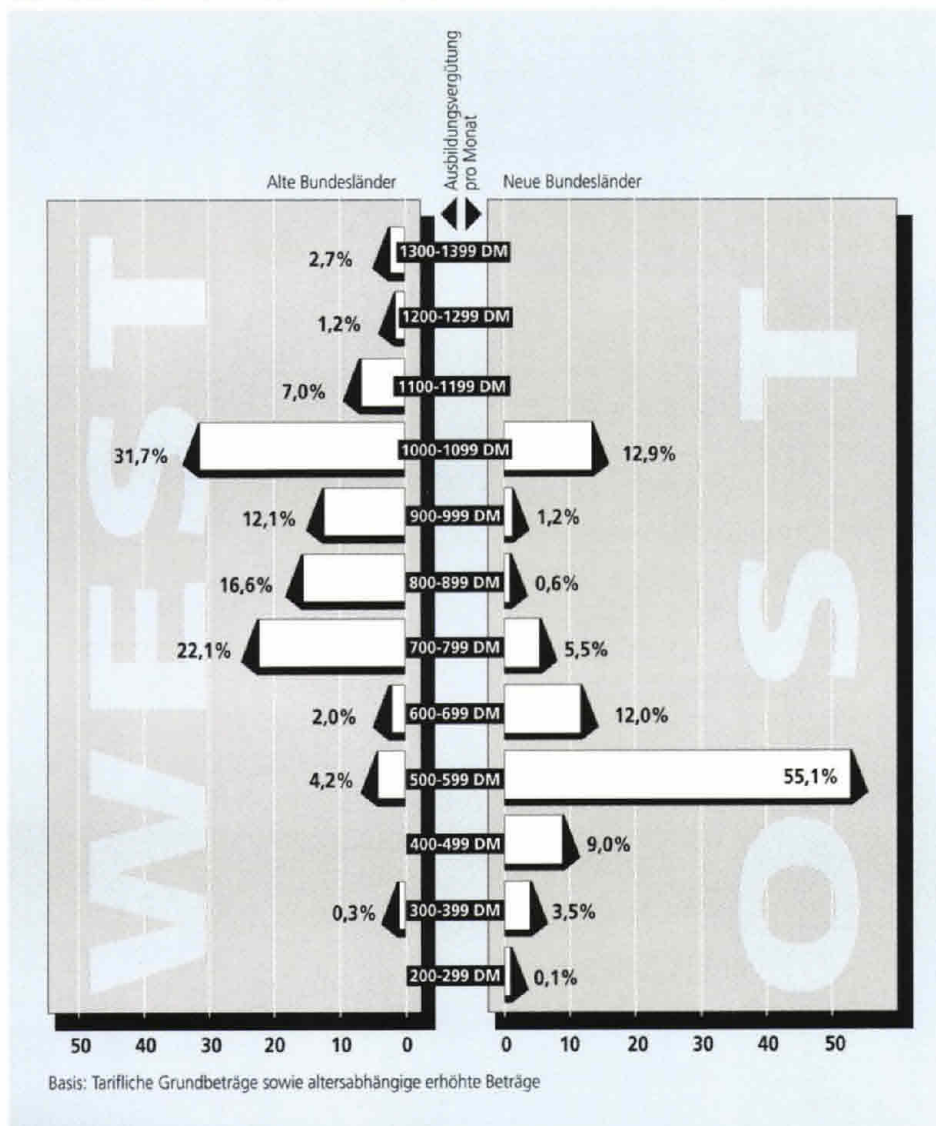 Ausbildungsvergütung
pro Monat
Alte Bundesländer
Neue Bundesländer
WEST
OST
2,7% 1300-1399 DM
1,2% 1200-1299 DM
7,0% 1100-1199 DM
31,7% 1000-1099 DM 12,9%
12,1% 900-999 DM 1,2%
16,6% 800-899 DM 0,6%
22,1% 700-799 DM 5,5%
2,0% 600-699 DM 12,0%
4,2% 500-599 DM 55,1%
400-499 DM 9,0%
0,3% 300-399 DM 3,5%
200-299 DM 0,1%
50 40 30 20 10 0 0 10 20 30 40 50
Basis: Tarifliche Grundbeträge sowie altersabhängige erhöhte Beträge